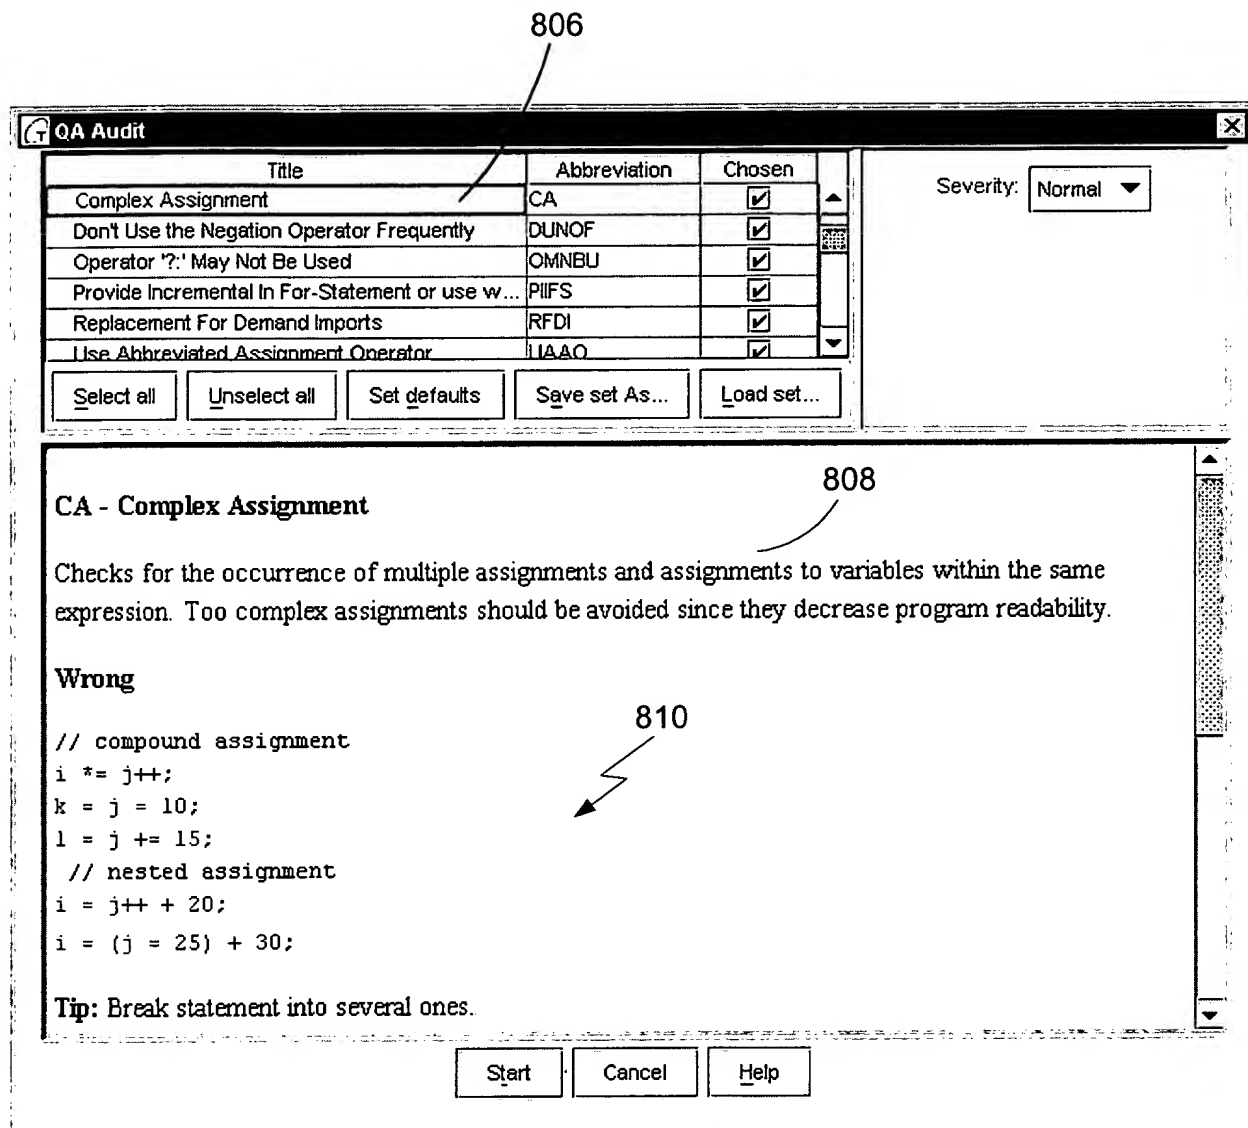 806
QA Audit
Title Abbreviation Chosen
Complex Assignment CA
Don't Use the Negation Operator Frequently DUNOF
Operator '?:' May Not Be Used OMNBU
Provide Incremental In For-Statement or use w... PIIFS
Replacement For Demand Imports RFDI
Use Abbreviated Assignment Operator UAAO
Severity: Normal
Select all Unselect all Set defaults Save set As... Load set...
808
CA - Complex Assignment
Checks for the occurrence of multiple assignments and assignments to variables within the same
expression. Too complex assignments should be avoided since they decrease program readability.
Wrong
810
// compound assignment
i *= j++;
k = j = 10;
l = j += 15;
// nested assignment
i = j++ + 20;
i = (j = 25) + 30;
Tip: Break statement into several ones.
Start Cancel Help